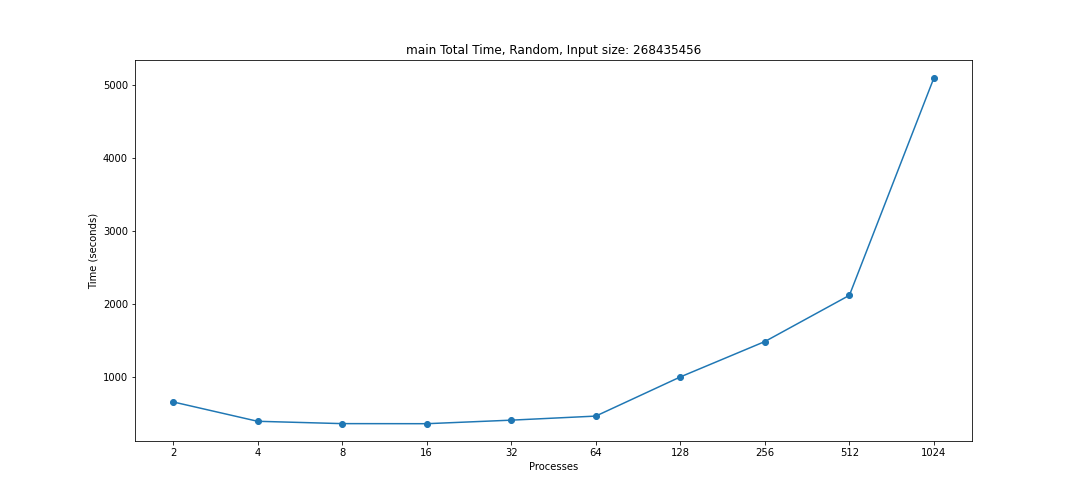 main Total Time, Random, Input size: 268435456
Time (seconds)
5000
4000
3000
2000
1000
2 4 8 16 32 64 128 256 512 1024
Processes